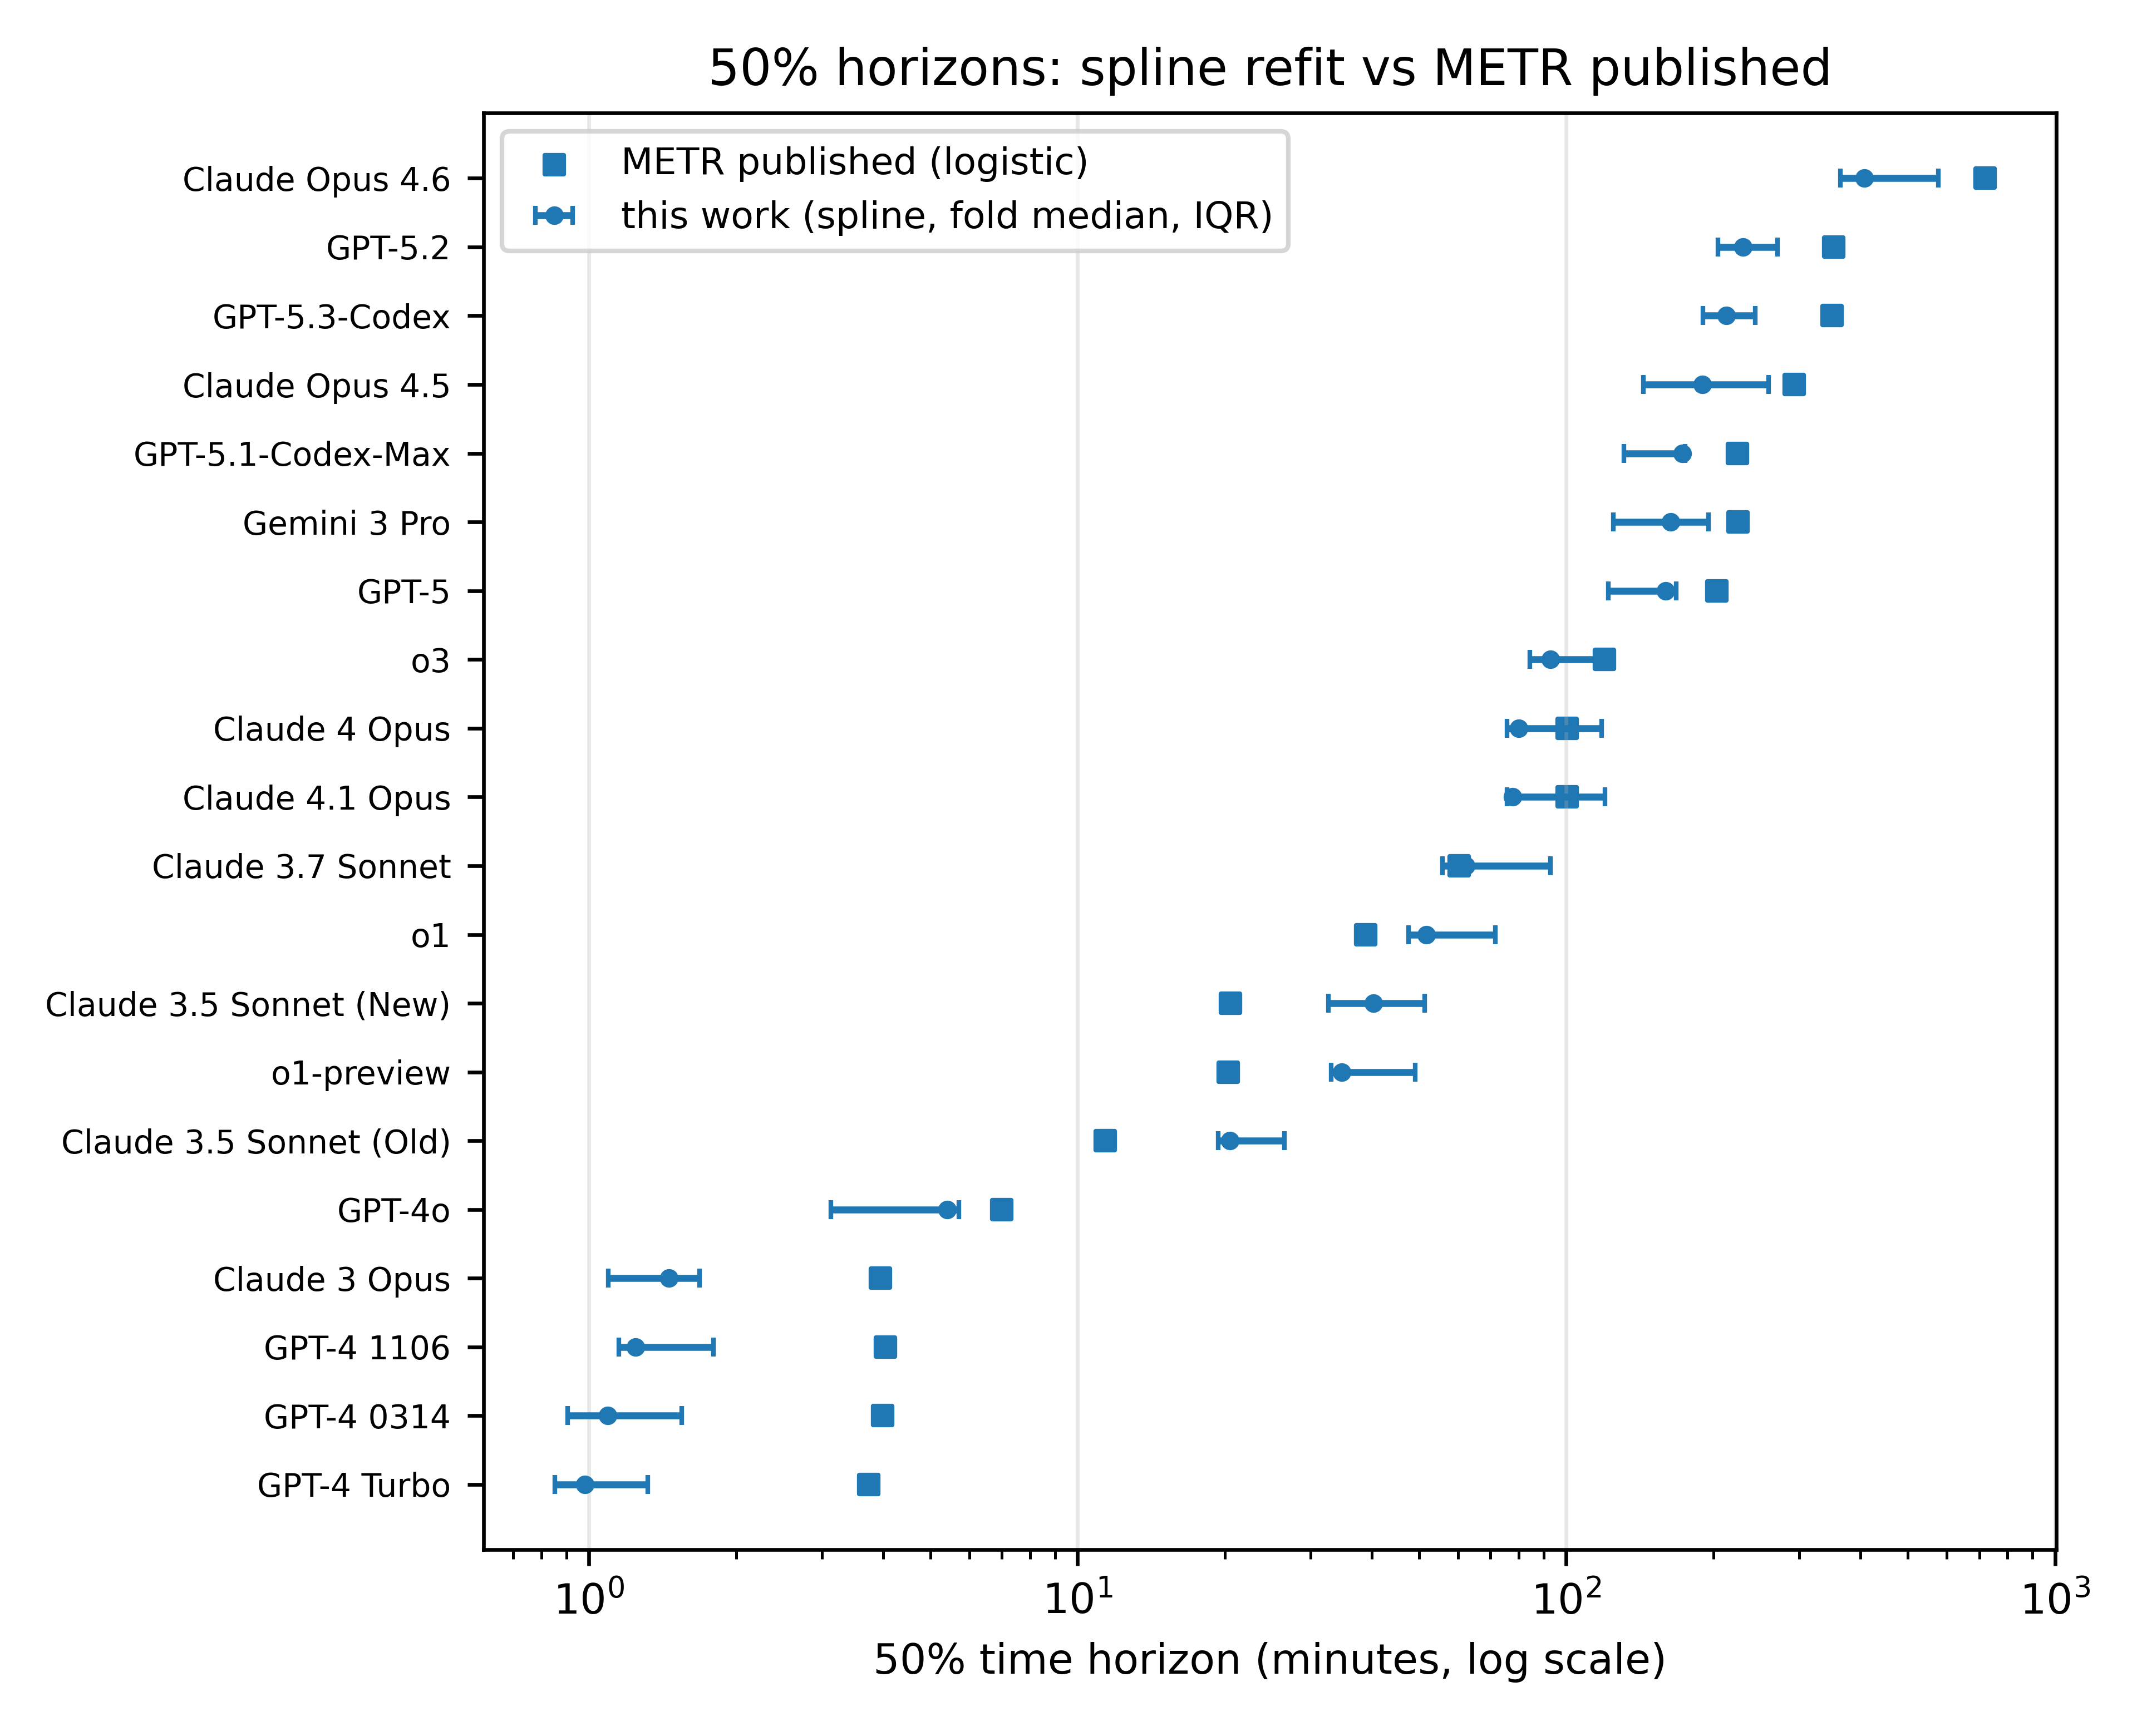 50% horizons: spline refit vs METR published
METR published (logistic)
this work (spline, fold median, IQR)
Claude Opus 4.6
GPT-5.2
GPT-5.3-Codex
Claude Opus 4.5
GPT-5.1-Codex-Max
Gemini 3 Pro
GPT-5
o3
Claude 4 Opus
Claude 4.1 Opus
Claude 3.7 Sonnet
o1
Claude 3.5 Sonnet (New)
o1-preview
Claude 3.5 Sonnet (Old)
GPT-4o
Claude 3 Opus
GPT-4 1106
GPT-4 0314
GPT-4 Turbo
10⁰ 10¹ 10² 10³
50% time horizon (minutes, log scale)